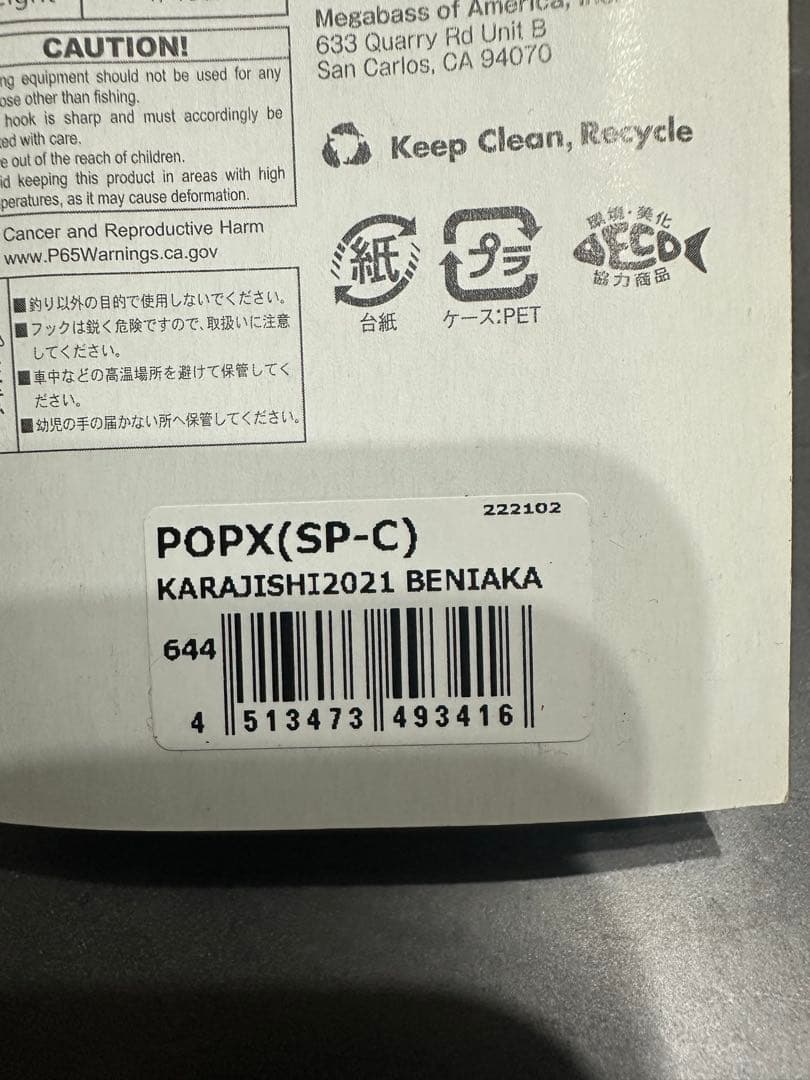 CAUTION!
ng equipment should not be used for any
ose other than fishing.
hook is sharp and must accordingly be
ed with care.
e out of the reach of children.
id keeping this product in areas with high
peratures, as it may cause deformation.
Cancer and Reproductive Harm
www.P65Warnings.ca.gov
■釣り以外の目的で使用しないでください。
■フックは鋭く危険ですので、取扱いに注意
してください。
■車中などの高温場所を避けて保管してく
ださい。
■幼児の手の届かない所へ保管してください。
Megabass of America,
633 Quarry Rd Unit B
San Carlos, CA 94070
Keep Clean, Recycle
紙
台紙
プラ
ケース:PET
環境・美化
ECO
協力商品
222102
POPX(SP-C)
KARAJISHI2021 BENIAKA
644
4 513473 493416